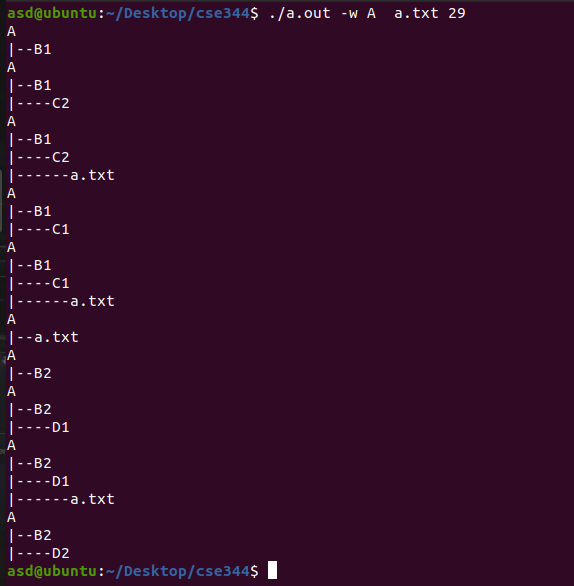 asd@ubuntu:~/Desktop/cse344$ ./a.out -w A  a.txt 29
A
|--B1
A
|--B1
|----C2
A
|--B1
|----C2
|------a.txt
A
|--B1
|----C1
A
|--B1
|----C1
|------a.txt
A
|--a.txt
A
|--B2
A
|--B2
|----D1
A
|--B2
|----D1
|------a.txt
A
|--B2
|----D2
asd@ubuntu:~/Desktop/cse344$